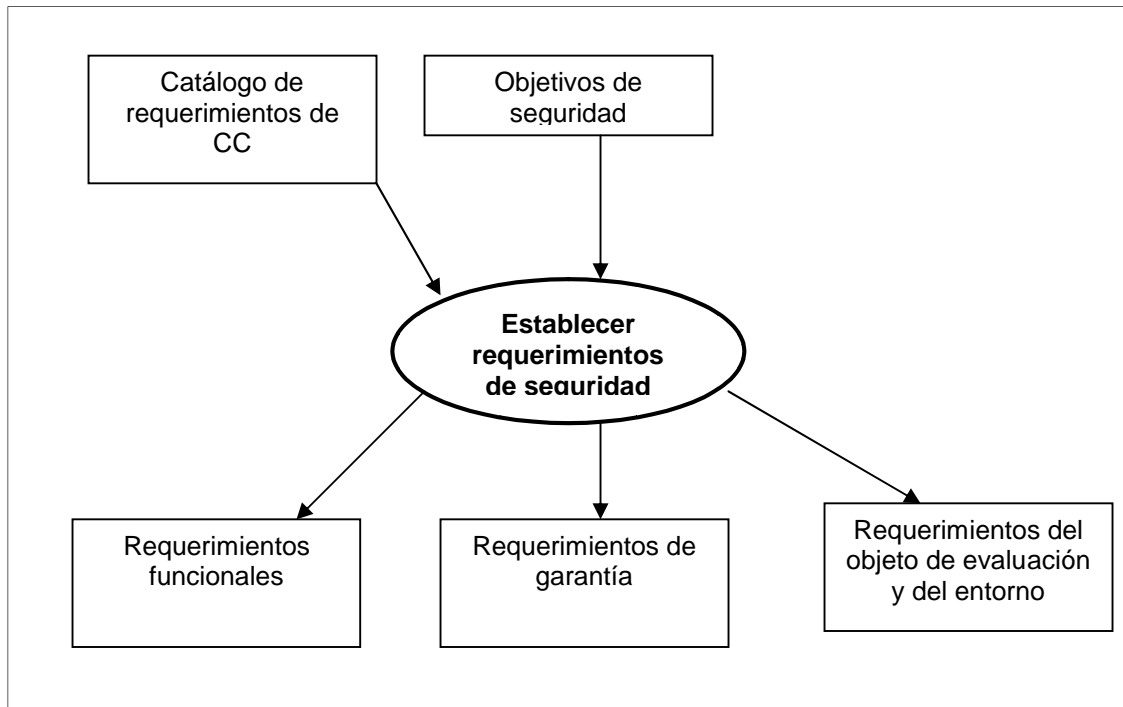 Catálogo de
requerimientos de
CC
Objetivos de
seguridad
Establecer
requerimientos
de seguridad
Requerimientos
funcionales
Requerimientos de
garantía
Requerimientos del
objeto de evaluación
y del entorno